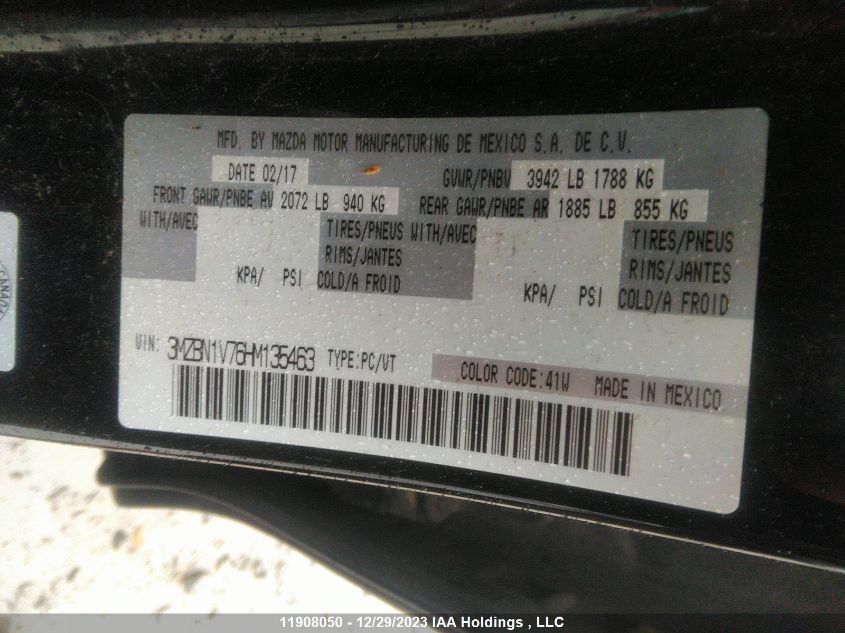 MFD. BY MAZDA MOTOR MANUFACTURING DE MEXICO S.A. DE C.V.
DATE 02/17 GVWR/PNBV 3942 LB 1788 KG
FRONT GAWR/PNBE AV 2072 LB 940 KG REAR GAWR/PNBE AR 1885 LB 855 KG
WITH/AVEC TIRES/PNEUS WITH/AVEC TIRES/PNEUS
RIMS/JANTES RIMS/JANTES
KPA/ PSI COLD/A FROID KPA/ PSI COLD/A FROID
VIN: 3MZBN1V76HM135463 TYPE:PC/VT COLOR CODE:41W MADE IN MEXICO
CANADA
11908050 - 12/29/2023 IAA Holdings , LLC